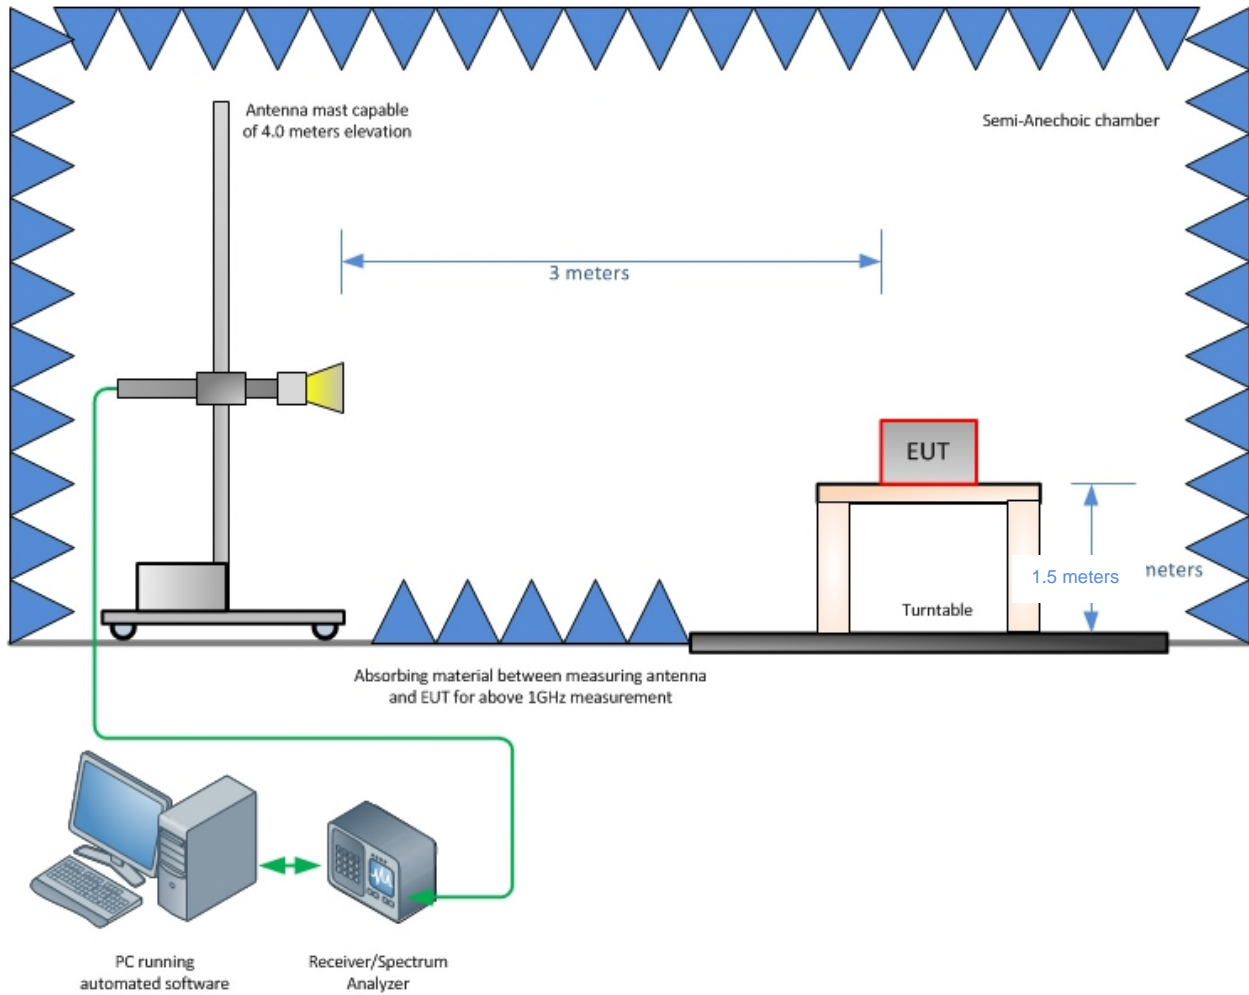 Antenna mast capable
of 4.0 meters elevation
Semi-Anechoic chamber
3 meters
EUT
1.5 meters
meters
Turntable
Absorbing material between measuring antenna
and EUT for above 1GHz measurement
PC running
automated software
Receiver/Spectrum
Analyzer